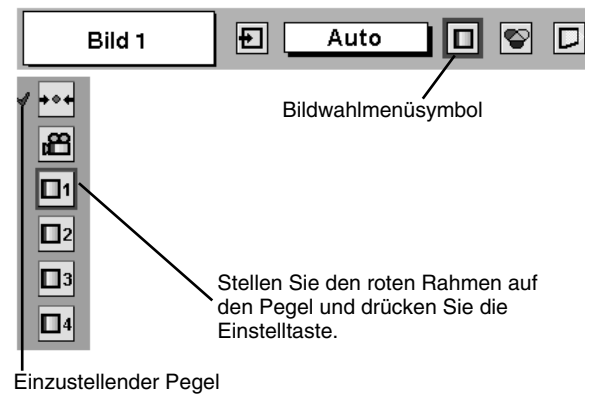 Bild 1
Auto
Bildwahlmenüsymbol
1
2
3
4
Stellen Sie den roten Rahmen auf
den Pegel und drücken Sie die
Einstelltaste.
Einzustellender Pegel